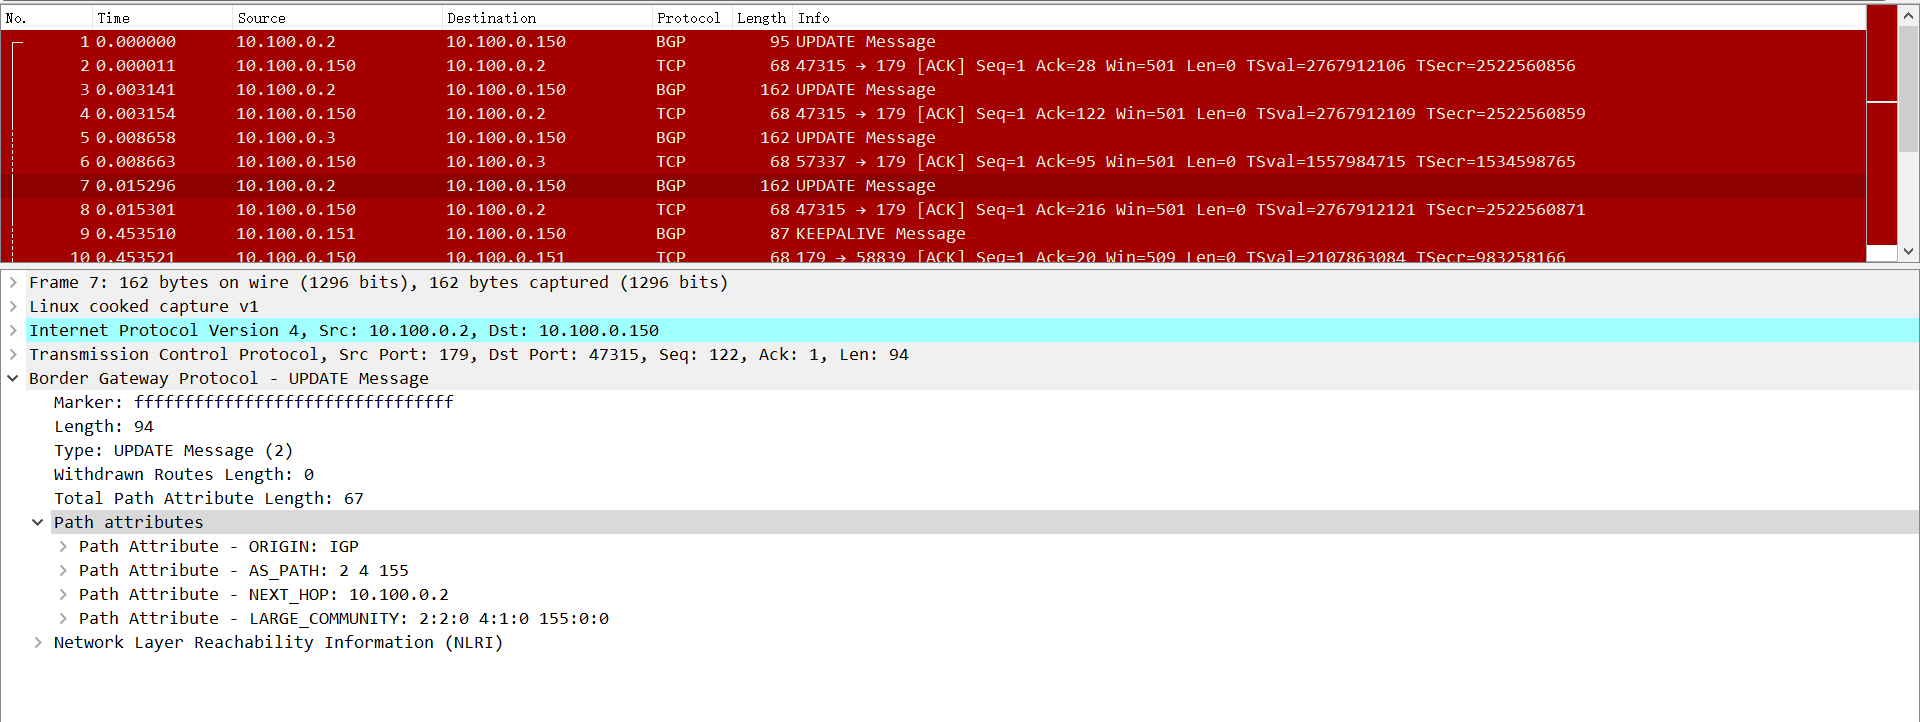 No. Time Source Destination Protocol Length Info
1 0.000000 10.100.0.2 10.100.0.150 BGP 95 UPDATE Message
2 0.000011 10.100.0.150 10.100.0.2 TCP 68 47315 → 179 [ACK] Seq=1 Ack=28 Win=501 Len=0 TSval=2767912106 TSecr=2522560856
3 0.003141 10.100.0.2 10.100.0.150 BGP 162 UPDATE Message
4 0.003154 10.100.0.150 10.100.0.2 TCP 68 47315 → 179 [ACK] Seq=1 Ack=122 Win=501 Len=0 TSval=2767912109 TSecr=2522560859
5 0.008658 10.100.0.3 10.100.0.150 BGP 162 UPDATE Message
6 0.008663 10.100.0.150 10.100.0.3 TCP 68 57337 → 179 [ACK] Seq=1 Ack=95 Win=501 Len=0 TSval=1557984715 TSecr=1534598765
7 0.015296 10.100.0.2 10.100.0.150 BGP 162 UPDATE Message
8 0.015301 10.100.0.150 10.100.0.2 TCP 68 47315 → 179 [ACK] Seq=1 Ack=216 Win=501 Len=0 TSval=2767912121 TSecr=2522560871
9 0.453510 10.100.0.151 10.100.0.150 BGP 87 KEEPALIVE Message
10 0.453521 10.100.0.150 10.100.0.151 TCP 68 179 → 58839 [ACK] Seq=1 Ack=20 Win=509 Len=0 TSval=2107863084 TSecr=983258166
Frame 7: 162 bytes on wire (1296 bits), 162 bytes captured (1296 bits)
Linux cooked capture v1
Internet Protocol Version 4, Src: 10.100.0.2, Dst: 10.100.0.150
Transmission Control Protocol, Src Port: 179, Dst Port: 47315, Seq: 122, Ack: 1, Len: 94
Border Gateway Protocol - UPDATE Message
Marker: ffffffffffffffffffffffffffffffff
Length: 94
Type: UPDATE Message (2)
Withdrawn Routes Length: 0
Total Path Attribute Length: 67
Path attributes
Path Attribute - ORIGIN: IGP
Path Attribute - AS_PATH: 2 4 155
Path Attribute - NEXT_HOP: 10.100.0.2
Path Attribute - LARGE_COMMUNITY: 2:2:0 4:1:0 155:0:0
Network Layer Reachability Information (NLRI)